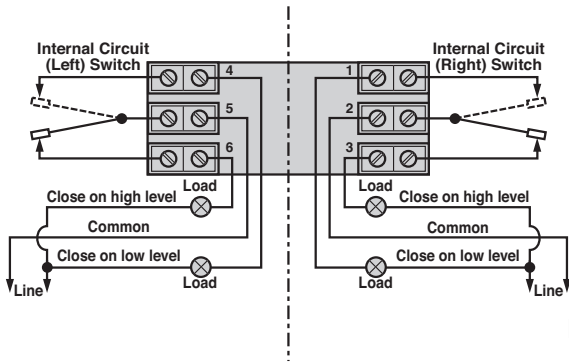 Internal Circuit
(Left) Switch
Internal Circuit
(Right) Switch
4
1
5
2
6
3
Load
Load
Close on high level
Close on high level
Common
Common
Close on low level
Close on low level
Line
Load
Load
Line